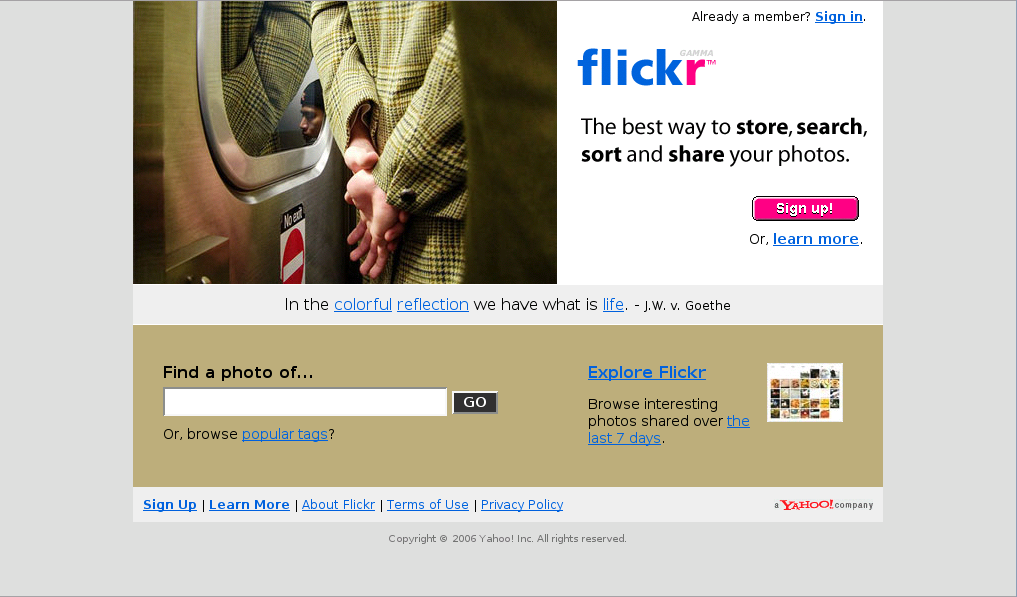 Already a member? Sign in.
flickr GAMMA ™
The best way to store, search,
sort and share your photos.
No exit
Sign up!
Or, learn more.
In the colorful reflection we have what is life. - J.W. v. Goethe
Find a photo of...
GO
Or, browse popular tags?
Explore Flickr
Browse interesting
photos shared over the
last 7 days.
Sign Up | Learn More | About Flickr | Terms of Use | Privacy Policy
a YAHOO! company
Copyright © 2006 Yahoo! Inc. All rights reserved.